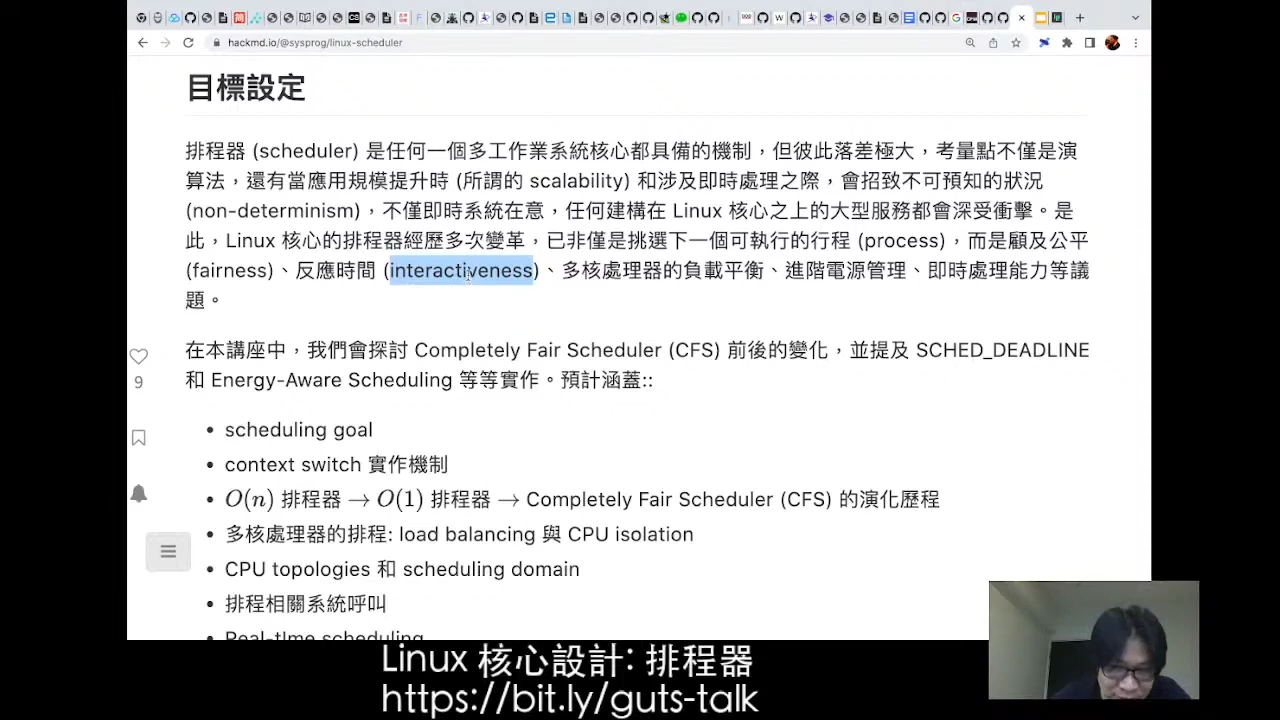 hackmd.io/@sysprog/linux-scheduler
目標設定
排程器 (scheduler) 是任何一個多工作業系統核心都具備的機制，但彼此落差極大，考量點不僅是演
算法，還有當應用規模提升時 (所謂的 scalability) 和涉及即時處理之際，會招致不可預知的狀況
(non-determinism)，不僅即時系統在意，任何建構在 Linux 核心之上的大型服務都會深受衝擊。是
此，Linux 核心的排程器經歷多次變革，已非僅是挑選下一個可執行的行程 (process)，而是顧及公平
(fairness)、反應時間 (interactiveness)、多核處理器的負載平衡、進階電源管理、即時處理能力等議
題。
在本講座中，我們會探討 Completely Fair Scheduler (CFS) 前後的變化，並提及 SCHED_DEADLINE
9
和 Energy-Aware Scheduling 等等實作。預計涵蓋::
• scheduling goal
• context switch 實作機制
• O(n) 排程器 → O(1) 排程器 → Completely Fair Scheduler (CFS) 的演化歷程
• 多核處理器的排程: load balancing 與 CPU isolation
• CPU topologies 和 scheduling domain
• 排程相關系統呼叫
Real-tIme scheduling
Linux 核心設計: 排程器
https://bit.ly/guts-talk